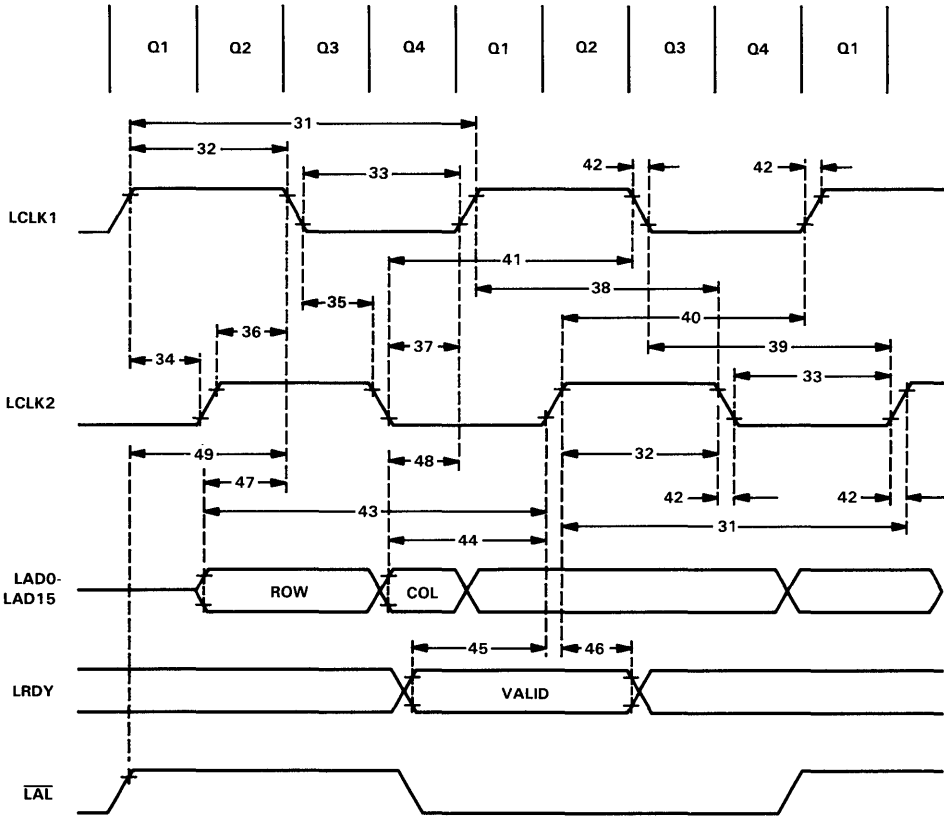 Q1 Q2 Q3 Q4 Q1 Q2 Q3 Q4 Q1
31
32
33
42
42
LCLK1
41
38
35
40
36
37
39
34
33
LCLK2
49
48
32
47
42
42
43
31
44
LAD0-
LAD15
ROW
COL
45
46
LRDY
VALID
LAL